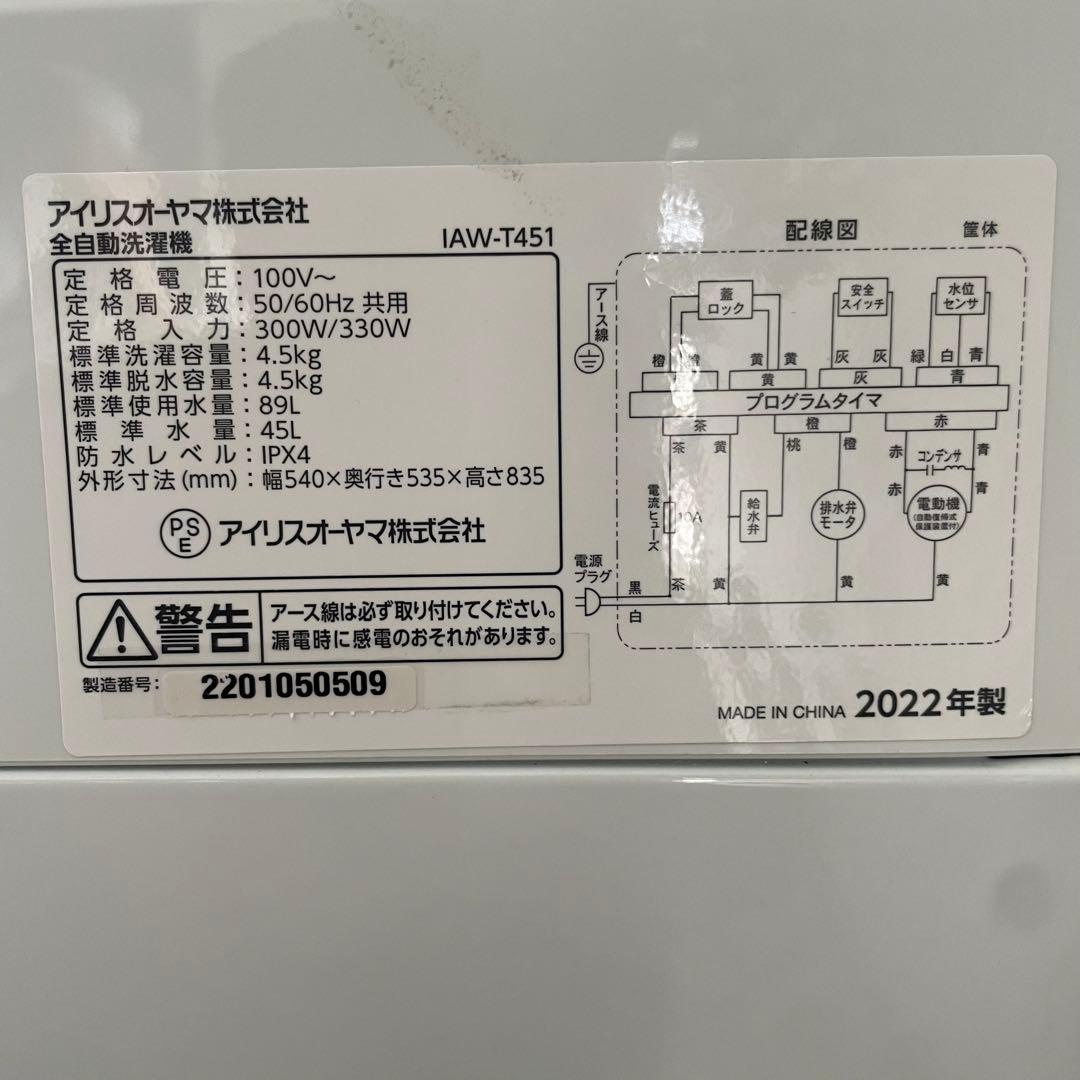 アイリスオーヤマ株式会社
全自動洗濯機 IAW-T451
定格電圧：100V～
定格周波数：50/60Hz 共用
定格入力：300W/330W
標準洗濯容量：4.5kg
標準脱水容量：4.5kg
標準使用水量：89L
標準水量：45L
防水レベル：IPX4
外形寸法(mm)：幅540×奥行き535×高さ835
PSE アイリスオーヤマ株式会社
警告
アース線は必ず取り付けてください。
漏電時に感電のおそれがあります。
製造番号： 2201050509
配線図 筐体
アース線
蓋
ロック
安全
スイッチ
水位
センサ
橙 橙 黄 黄 灰 灰 緑 白 青
黄 灰 青
プログラムタイマ
茶 橙 赤
茶 黄 桃 橙 赤 青
コンデンサ
赤 青
電流ヒューズ
10A
給水弁
排水弁
モータ
電動機
(自動復帰式
保護装置付)
電源
プラグ
黒 茶 黄 黄 黄
白
MADE IN CHINA 2022年製